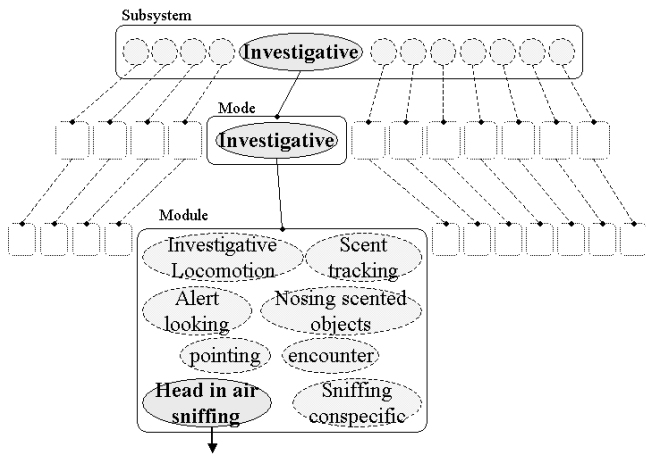 Subsystem
Investigative
Mode
Investigative
Module
Investigative
Locomotion
Scent
tracking
Alert
looking
Nosing scented
objects
pointing
encounter
Head in air
sniffing
Sniffing
conspecific